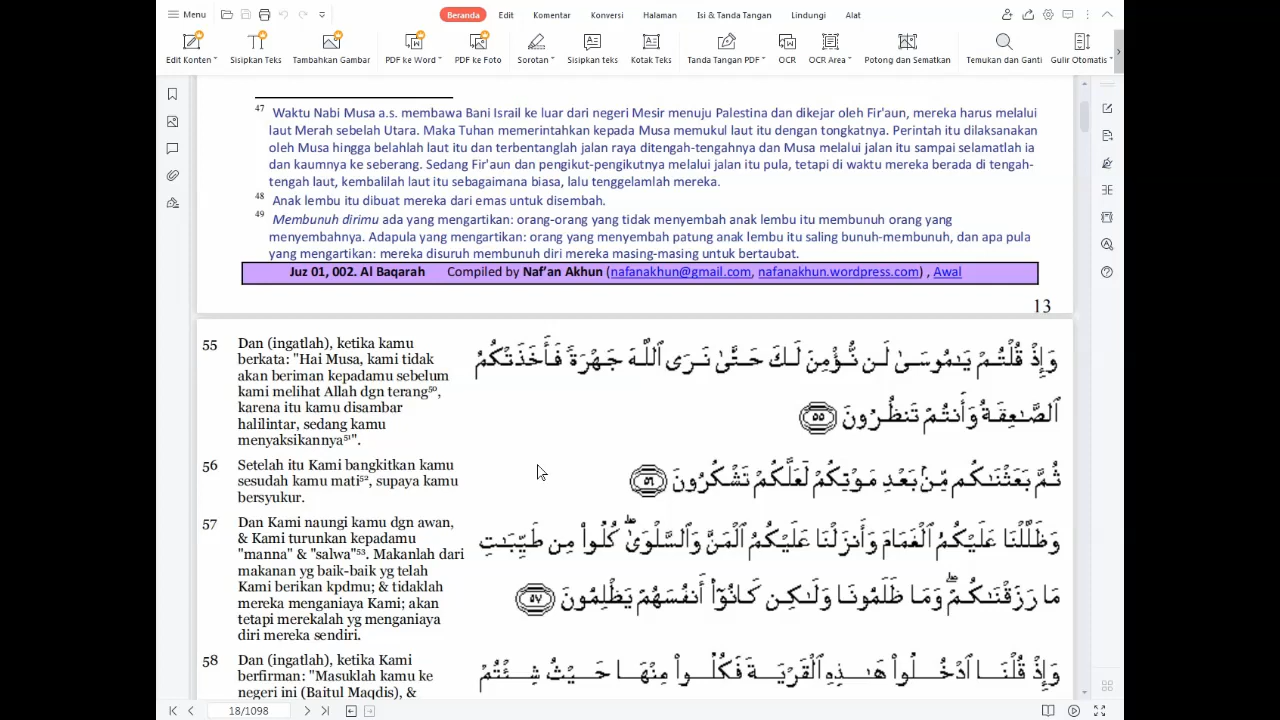 Menu Beranda Edit Komentar Konversi Halaman Isi & Tanda Tangan Lindungi Alat
Edit Konten Sisipkan Teks Tambahkan Gambar PDF ke Word PDF ke Foto Sorotan Sisipkan teks Kotak Teks Tanda Tangan PDF OCR OCR Area Potong dan Sematkan Temukan dan Ganti Gulir Otomatis
47 Waktu Nabi Musa a.s. membawa Bani Israil ke luar dari negeri Mesir menuju Palestina dan dikejar oleh Fir'aun, mereka harus melalui
laut Merah sebelah Utara. Maka Tuhan memerintahkan kepada Musa memukul laut itu dengan tongkatnya. Perintah itu dilaksanakan
oleh Musa hingga belahlah laut itu dan terbentanglah jalan raya ditengah-tengahnya dan Musa melalui jalan itu sampai selamatlah ia
dan kaumnya ke seberang. Sedang Fir'aun dan pengikut-pengikutnya melalui jalan itu pula, tetapi di waktu mereka berada di tengah-
tengah laut, kembalilah laut itu sebagaimana biasa, lalu tenggelamlah mereka.
48 Anak lembu itu dibuat mereka dari emas untuk disembah.
49 Membunuh dirimu ada yang mengartikan: orang-orang yang tidak menyembah anak lembu itu membunuh orang yang
menyembahnya. Adapula yang mengartikan: orang yang menyembah patung anak lembu itu saling bunuh-membunuh, dan apa pula
yang mengartikan: mereka disuruh membunuh diri mereka masing-masing untuk bertaubat.
Juz 01, 002. Al Baqarah Compiled by Naf'an Akhun (nafanakhun@gmail.com, nafanakhun.wordpress.com) , Awal
13
55 Dan (ingatlah), ketika kamu
berkata: "Hai Musa, kami tidak
akan beriman kepadamu sebelum
kami melihat Allah dgn terang⁵⁰,
karena itu kamu disambar
halilintar, sedang kamu
menyaksikannya⁵¹".
وَإِذْ قُلْتُمْ يَـٰمُوسَىٰ لَن نُّؤْمِنَ لَكَ حَتَّىٰ نَرَى ٱللَّهَ جَهْرَةً فَأَخَذَتْكُمُ
ٱلصَّـٰعِقَةُ وَأَنتُمْ تَنظُرُونَ ٥٥
56 Setelah itu Kami bangkitkan kamu
sesudah kamu mati⁵², supaya kamu
bersyukur.
ثُمَّ بَعَثْنَـٰكُم مِّنۢ بَعْدِ مَوْتِكُمْ لَعَلَّكُمْ تَشْكُرُونَ ٥٦
57 Dan Kami naungi kamu dgn awan,
& Kami turunkan kepadamu
"manna" & "salwa"⁵³. Makanlah dari
makanan yg baik-baik yg telah
Kami berikan kpdmu; & tidaklah
mereka menganiaya Kami; akan
tetapi merekalah yg menganiaya
diri mereka sendiri.
وَظَلَّلْنَا عَلَيْكُمُ ٱلْغَمَامَ وَأَنزَلْنَا عَلَيْكُمُ ٱلْمَنَّ وَٱلسَّلْوَىٰ ۖ كُلُوا۟ مِن طَيِّبَـٰتِ
مَا رَزَقْنَـٰكُمْ ۖ وَمَا ظَلَمُونَا وَلَـٰكِن كَانُوٓا۟ أَنفُسَهُمْ يَظْلِمُونَ ٥٧
58 Dan (ingatlah), ketika Kami
berfirman: "Masuklah kamu ke
negeri ini (Baitul Maqdis), &
وَإِذْ قُلْنَا ٱدْخُلُوا۟ هَـٰذِهِ ٱلْقَرْيَةَ فَكُلُوا۟ مِنْهَا حَيْثُ شِئْتُمْ
18/1098